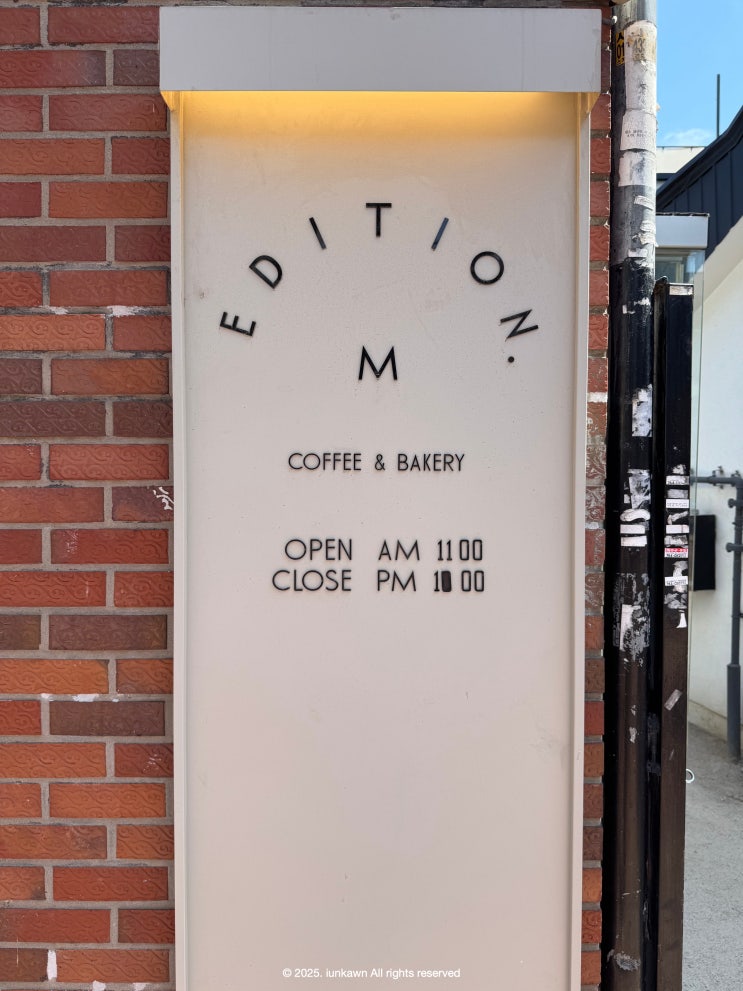 EDITION.
M
COFFEE & BAKERY
OPEN AM 11 00
CLOSE PM 10 00
© 2025. iunkawn All rights reserved